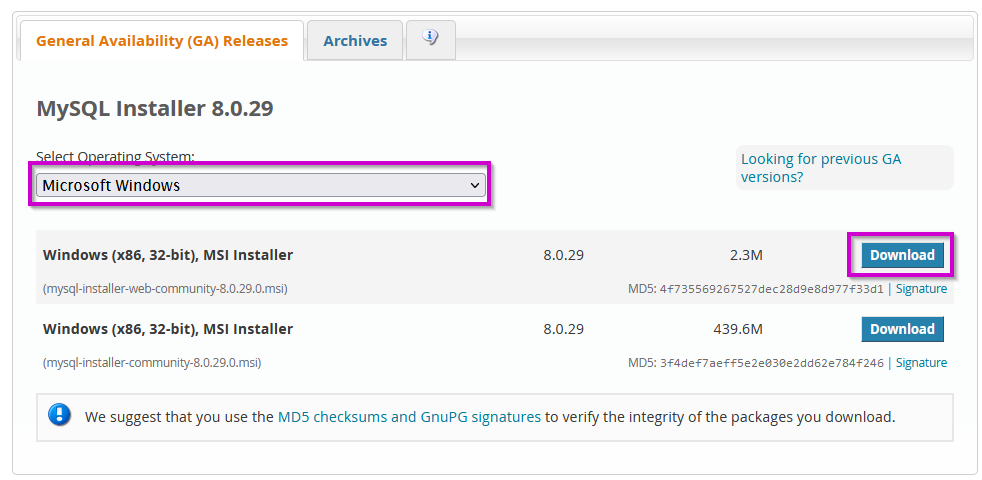 General Availability (GA) Releases
Archives
MySQL Installer 8.0.29
Select Operating System:
Microsoft Windows
Looking for previous GA
versions?
Windows (x86, 32-bit), MSI Installer 8.0.29 2.3M Download
(mysql-installer-web-community-8.0.29.0.msi) MD5: 4f735569267527dec28d9e8d977f33d1 | Signature
Windows (x86, 32-bit), MSI Installer 8.0.29 439.6M Download
(mysql-installer-community-8.0.29.0.msi) MD5: 3f4def7aeff5e2e030e2dd62e784f246 | Signature
We suggest that you use the MD5 checksums and GnuPG signatures to verify the integrity of the packages you download.